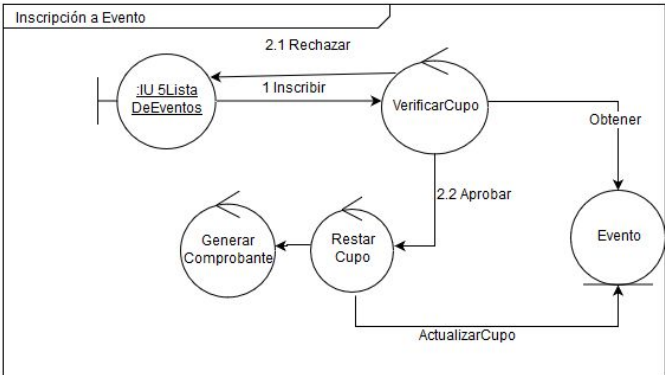 Inscripción a Evento
2.1 Rechazar
:IU 5Lista
DeEventos
1 Inscribir
VerificarCupo
Obtener
2.2 Aprobar
Generar
Comprobante
Restar
Cupo
Evento
ActualizarCupo